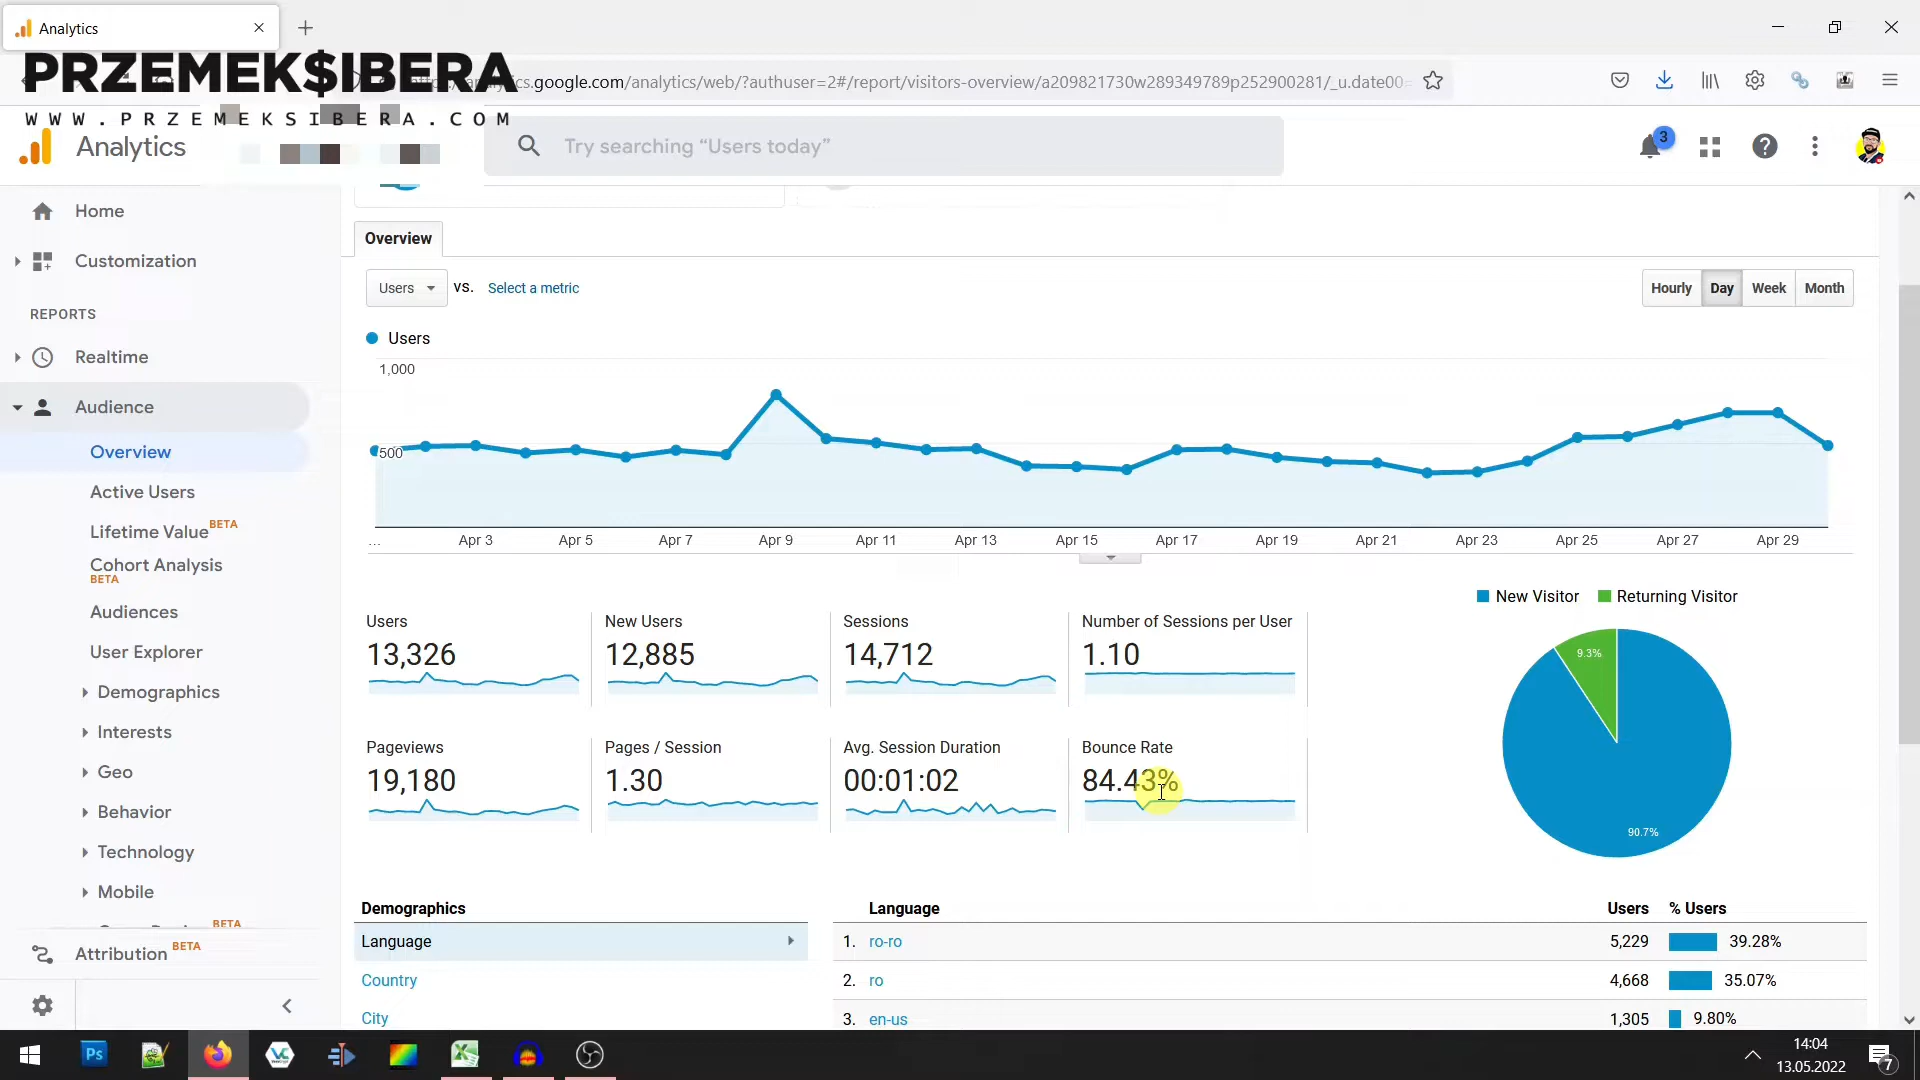 Analytics
PRZEMEK$IBERA
.google.com/analytics/web/?authuser=2#/report/visitors-overview/a209821730w289349789p252900281/_u.date00=
WWW.PRZEMEKSIBERA.COM
Analytics
Try searching “Users today”
3
Home
Customization
REPORTS
Realtime
Audience
Overview
Active Users
Lifetime Value BETA
Cohort Analysis
BETA
Audiences
User Explorer
Demographics
Interests
Geo
Behavior
Technology
Mobile
BETA
Attribution BETA
Overview
Users vs. Select a metric
Hourly Day Week Month
Users
1,000
500
... Apr 3 Apr 5 Apr 7 Apr 9 Apr 11 Apr 13 Apr 15 Apr 17 Apr 19 Apr 21 Apr 23 Apr 25 Apr 27 Apr 29
New Visitor Returning Visitor
Users New Users Sessions Number of Sessions per User
13,326 12,885 14,712 1.10
9.3%
Pageviews Pages / Session Avg. Session Duration Bounce Rate
19,180 1.30 00:01:02 84.43%
90.7%
Demographics
Language
Country
City
Language Users % Users
1. ro-ro 5,229 39.28%
2. ro 4,668 35.07%
3. en-us 1,305 9.80%
Ps
14:04
13.05.2022
7